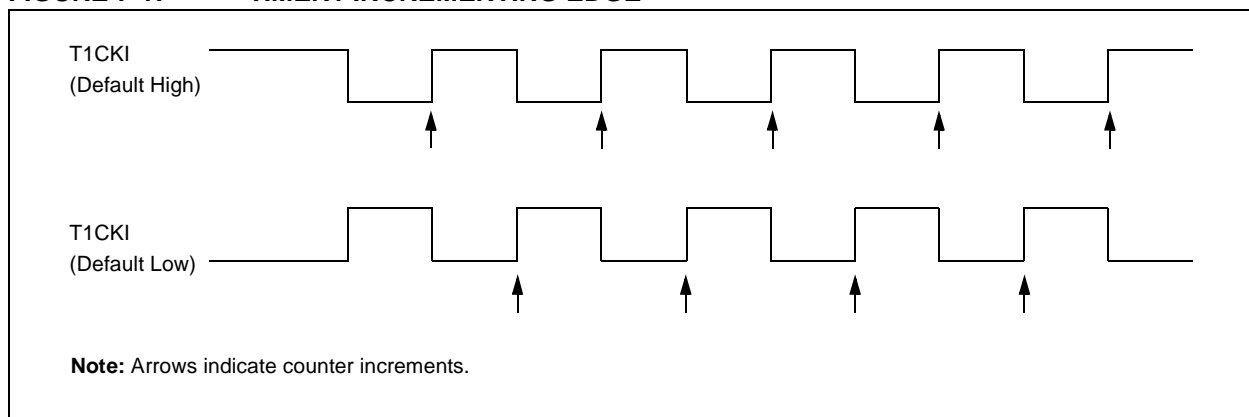 T1CKI
(Default High)
T1CKI
(Default Low)
Note: Arrows indicate counter increments.